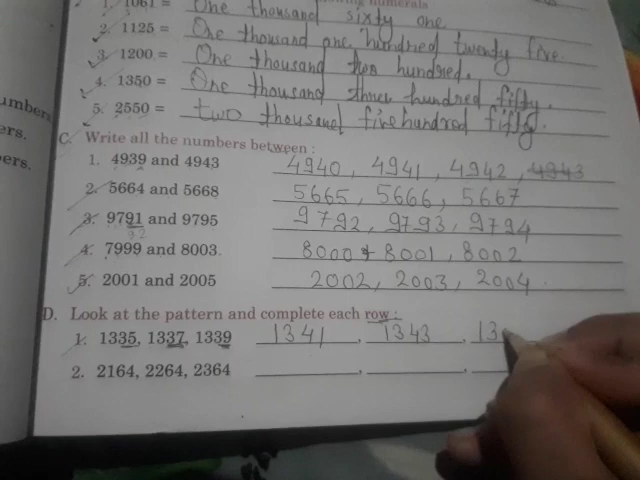 wing numerals
1. 1061 = One thousand sixty one
2. 1125 = One thousand one hundred twenty five.
3. 1200 = One thousand two hundred.
4. 1350 = One thousand three hundred fifty.
5. 2550 = two thousand five hundred fifty.
umbers
ers.
ers.
C. Write all the numbers between :
1. 4939 and 4943 4940, 4941, 4942, 4943
2. 5664 and 5668 5665, 5666, 5667
3. 9791 and 9795 9792, 9793, 9794
92
4. 7999 and 8003 8000, 8001, 8002
5. 2001 and 2005 2002, 2003, 2004.
D. Look at the pattern and complete each row :
1. 1335, 1337, 1339 1341, 1343, 13
2. 2164, 2264, 2364